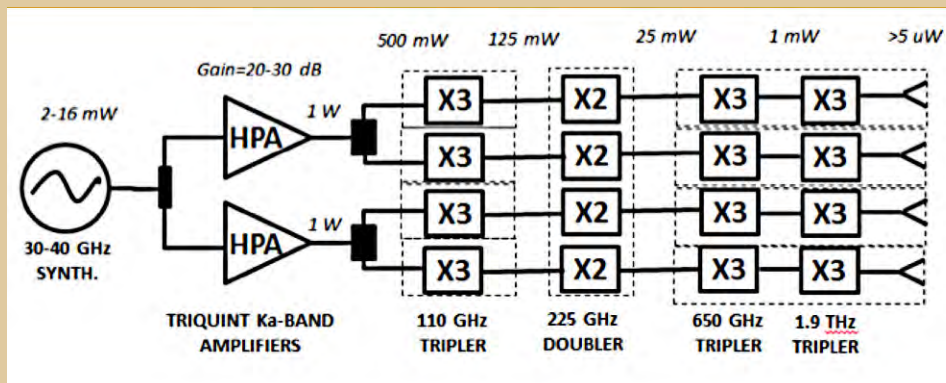 500 mW 125 mW 25 mW 1 mW >5 uW
Gain=20-30 dB
2-16 mW
1 W
HPA
X3 X2 X3 X3
X3 X2 X3 X3
1 W
HPA
X3 X2 X3 X3
X3 X2 X3 X3
30-40 GHz
SYNTH.
TRIQUINT Ka-BAND
AMPLIFIERS
110 GHz
TRIPLER
225 GHz
DOUBLER
650 GHz
TRIPLER
1.9 THz
TRIPLER